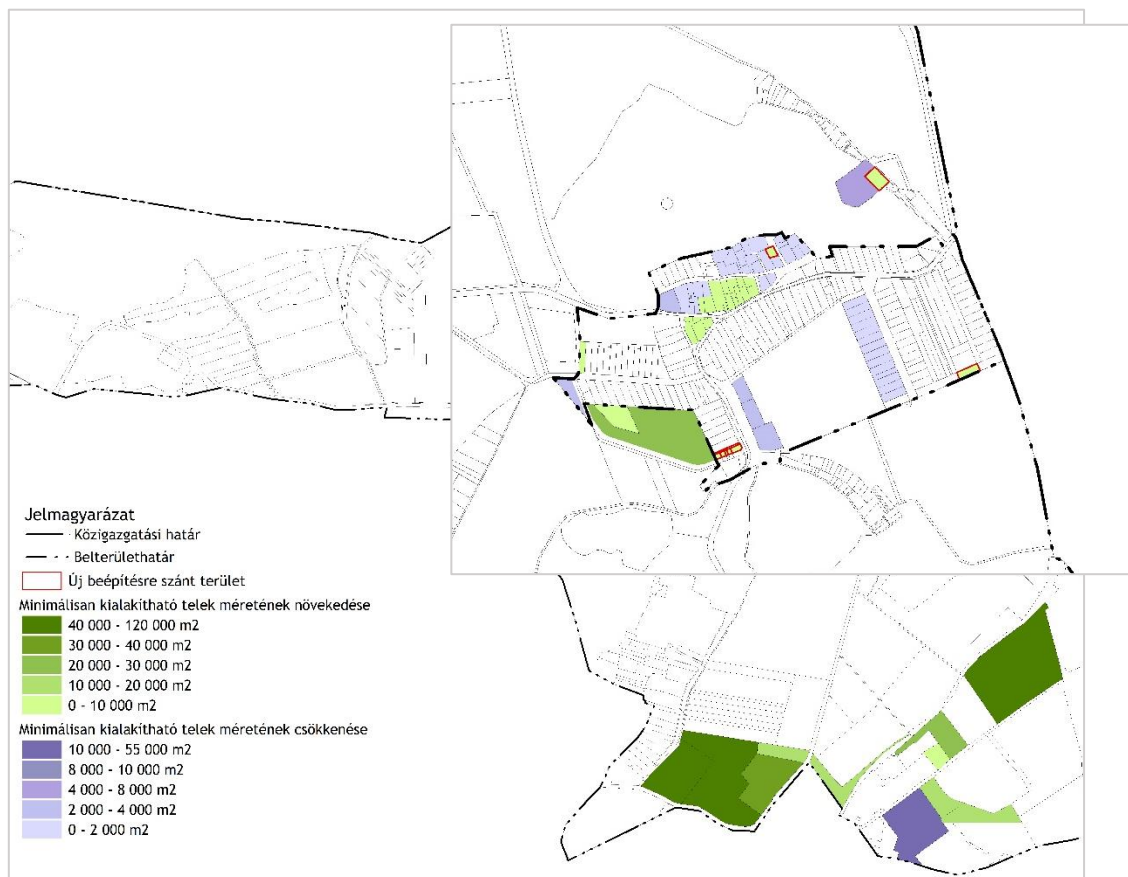 Jelmagyarázat
Közigazgatási határ
Belterülethatár
Új beépítésre szánt terület
Minimálisan kialakítható telek méretének növekedése
40 000 - 120 000 m2
30 000 - 40 000 m2
20 000 - 30 000 m2
10 000 - 20 000 m2
0 - 10 000 m2
Minimálisan kialakítható telek méretének csökkenése
10 000 - 55 000 m2
8 000 - 10 000 m2
4 000 - 8 000 m2
2 000 - 4 000 m2
0 - 2 000 m2